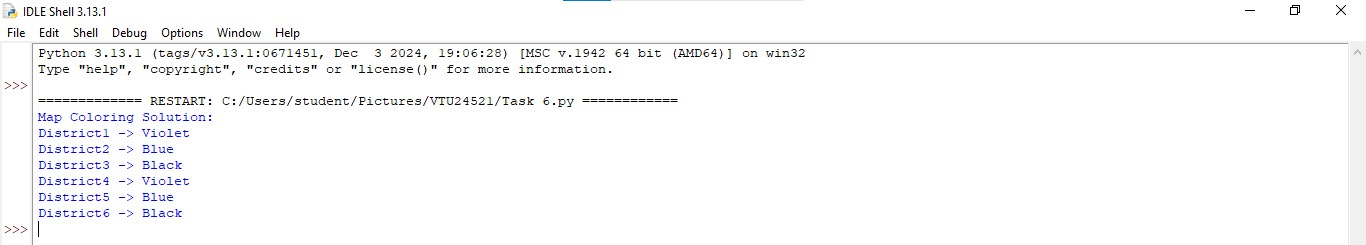 IDLE Shell 3.13.1
File Edit Shell Debug Options Window Help
Python 3.13.1 (tags/v3.13.1:0671451, Dec  3 2024, 19:06:28) [MSC v.1942 64 bit (AMD64)] on win32
Type "help", "copyright", "credits" or "license()" for more information.
>>>
============= RESTART: C:/Users/student/Pictures/VTU24521/Task 6.py ============
Map Coloring Solution:
District1 -> Violet
District2 -> Blue
District3 -> Black
District4 -> Violet
District5 -> Blue
District6 -> Black
>>>